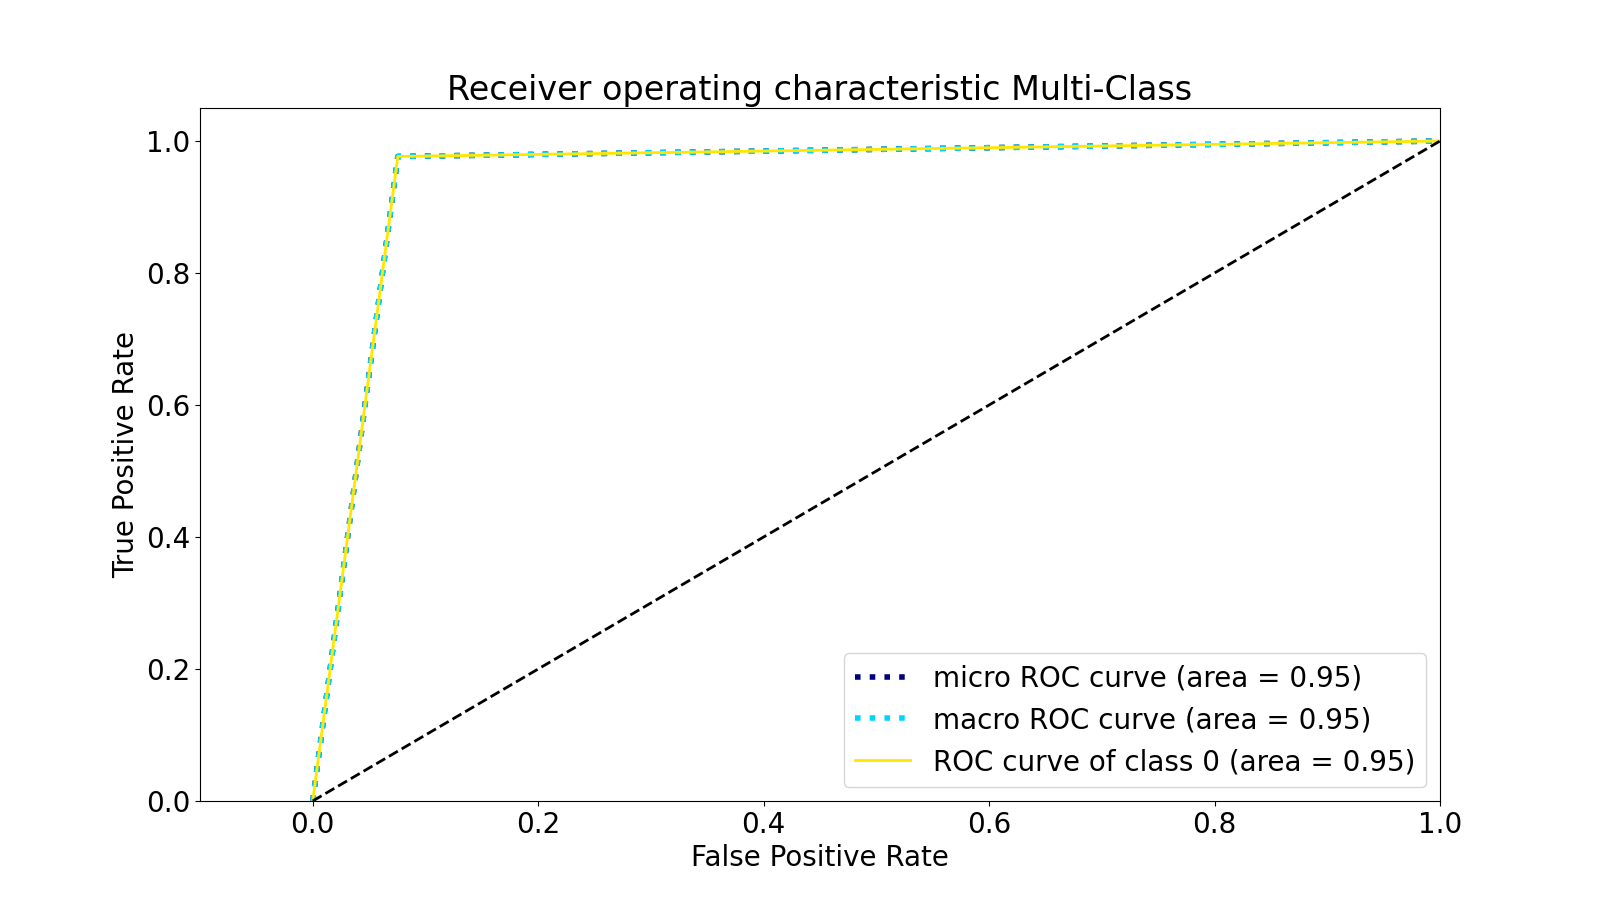 Receiver operating characteristic Multi-Class
1.0
0.8
0.6
0.4
0.2
0.0
True Positive Rate
micro ROC curve (area = 0.95)
macro ROC curve (area = 0.95)
ROC curve of class 0 (area = 0.95)
0.0 0.2 0.4 0.6 0.8 1.0
False Positive Rate